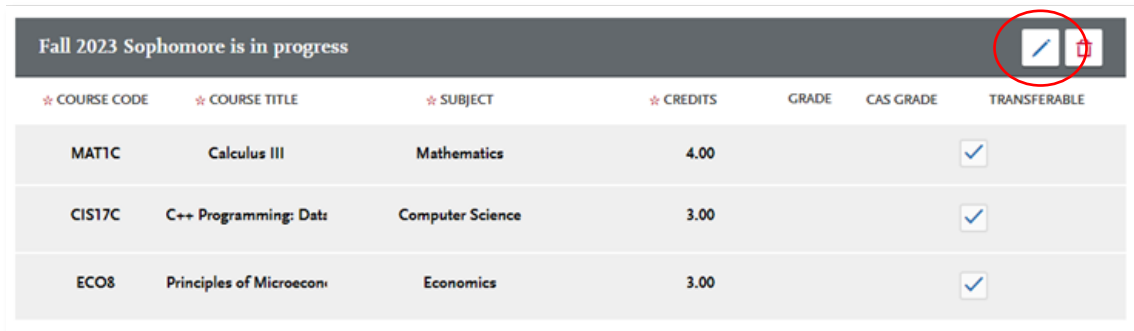 Fall 2023 Sophomore is in progress
☆ COURSE CODE ☆ COURSE TITLE ☆ SUBJECT ☆ CREDITS GRADE CAS GRADE TRANSFERABLE
MAT1C Calculus III Mathematics 4.00
CIS17C C++ Programming: Data Computer Science 3.00
ECO8 Principles of Microecon Economics 3.00